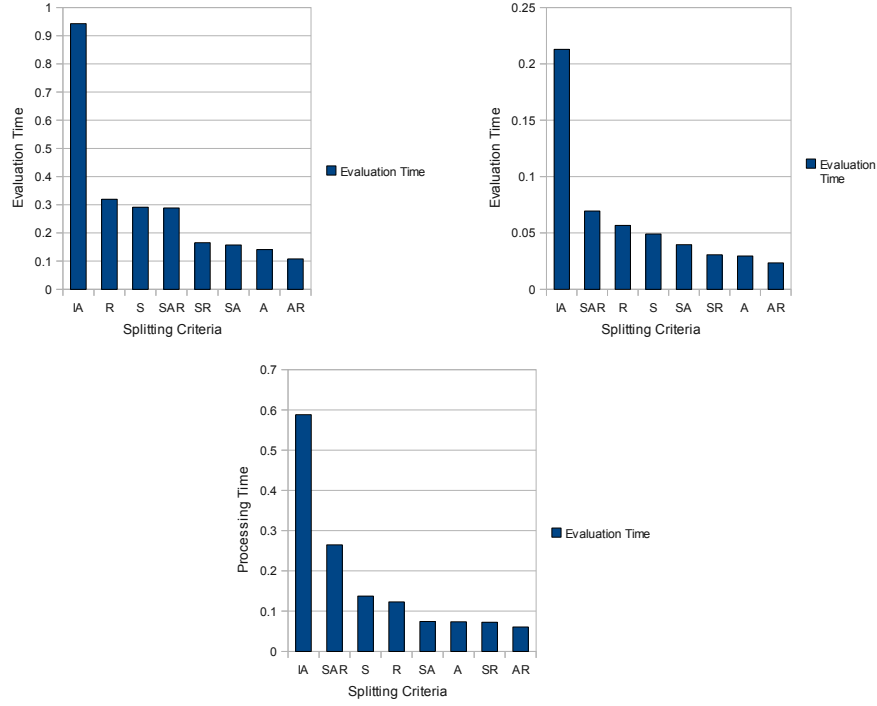 1
0.9
0.8
0.7
0.6
0.5
0.4
0.3
0.2
0.1
0
Evaluation Time
IA R S SAR SR SA A AR
Splitting Criteria
Evaluation Time
0.25
0.2
0.15
0.1
0.05
0
Evaluation Time
IA SAR R S SA SR A AR
Splitting Criteria
Evaluation
Time
0.7
0.6
0.5
0.4
0.3
0.2
0.1
0
Processing Time
IA SAR S R SA A SR AR
Splitting Criteria
Evaluation Time